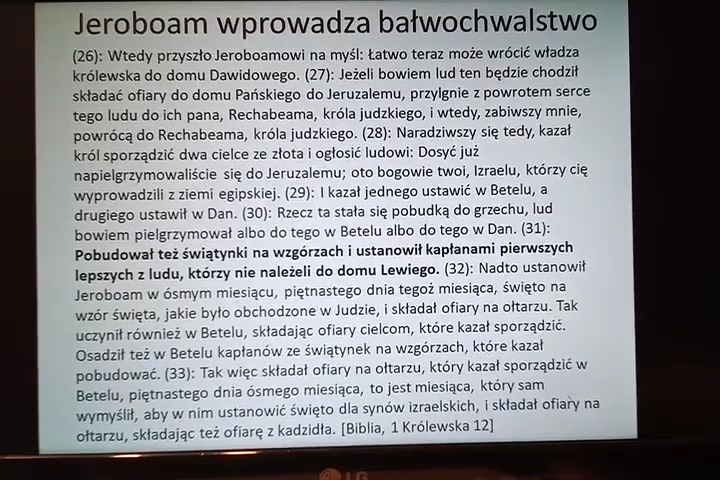 Jeroboam wprowadza bałwochwalstwo
(26): Wtedy przyszło Jeroboamowi na myśl: Łatwo teraz może wrócić władza
królewska do domu Dawidowego. (27): Jeżeli bowiem lud ten będzie chodził
składać ofiary do domu Pańskiego do Jeruzalemu, przylgnie z powrotem serce
tego ludu do ich pana, Rechabeama, króla judzkiego, i wtedy, zabiwszy mnie,
powrócą do Rechabeama, króla judzkiego. (28): Naradziwszy się tedy, kazał
król sporządzić dwa cielce ze złota i ogłosić ludowi: Dosyć już
napielgrzymowaliście się do Jeruzalemu; oto bogowie twoi, Izraelu, którzy cię
wyprowadzili z ziemi egipskiej. (29): I kazał jednego ustawić w Betelu, a
drugiego ustawił w Dan. (30): Rzecz ta stała się pobudką do grzechu, lud
bowiem pielgrzymował albo do tego w Betelu albo do tego w Dan. (31):
Pobudował też świątynki na wzgórzach i ustanowił kapłanami pierwszych
lepszych z ludu, którzy nie należeli do domu Lewiego. (32): Nadto ustanowił
Jeroboam w ósmym miesiącu, piętnastego dnia tegoż miesiąca, święto na
wzór święta, jakie było obchodzone w Judzie, i składał ofiary na ołtarzu. Tak
uczynił również w Betelu, składając ofiary cielcom, które kazał sporządzić.
Osadził też w Betelu kapłanów ze świątynek na wzgórzach, które kazał
pobudować. (33): Tak więc składał ofiary na ołtarzu, który kazał sporządzić w
Betelu, piętnastego dnia ósmego miesiąca, to jest miesiąca, który sam
wymyślił, aby w nim ustanowić święto dla synów izraelskich, i składał ofiary na
ołtarzu, składając też ofiarę z kadzidła. [Biblia, 1 Królewska 12]
LG